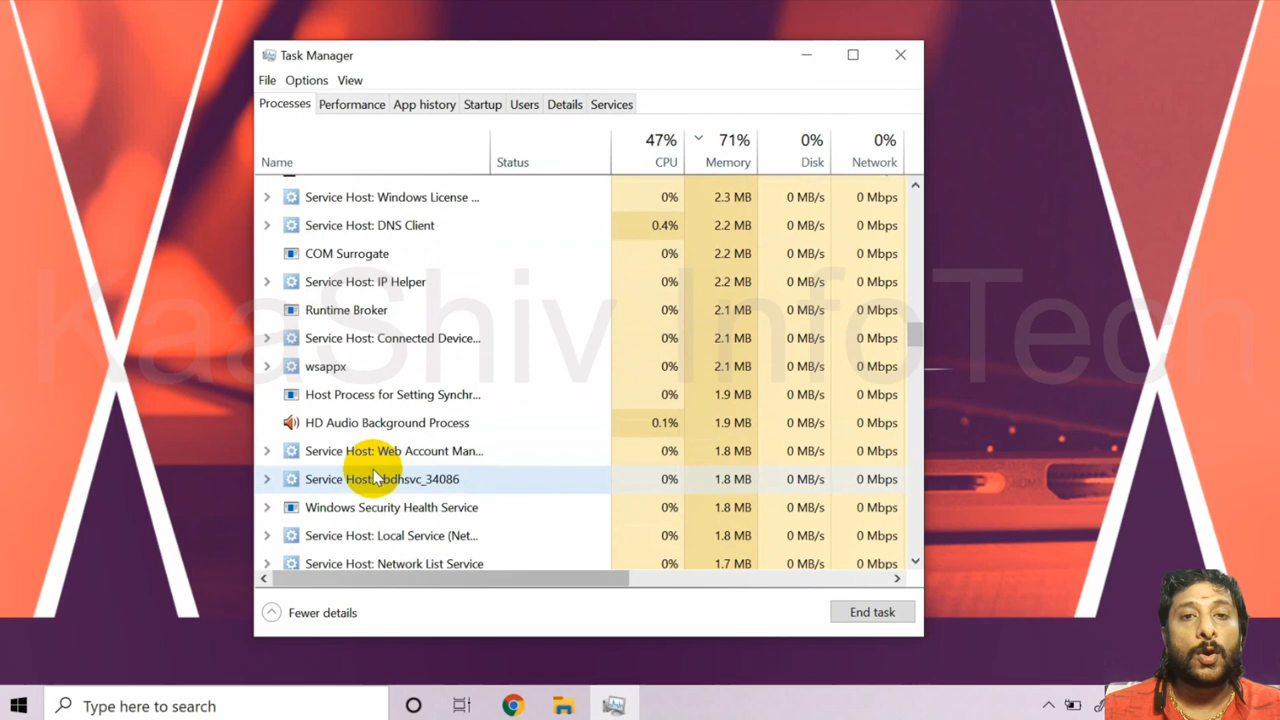 Task Manager
File Options View
Processes Performance App history Startup Users Details Services
47% 71% 0% 0%
Name Status CPU Memory Disk Network
Service Host: Windows License ... 0% 2.3 MB 0 MB/s 0 Mbps
Service Host: DNS Client 0.4% 2.2 MB 0 MB/s 0 Mbps
COM Surrogate 0% 2.2 MB 0 MB/s 0 Mbps
Service Host: IP Helper 0% 2.2 MB 0 MB/s 0 Mbps
Runtime Broker 0% 2.1 MB 0 MB/s 0 Mbps
KaaShiv InfoTech
Service Host: Connected Device... 0% 2.1 MB 0 MB/s 0 Mbps
wsappx 0% 2.1 MB 0 MB/s 0 Mbps
Host Process for Setting Synchr... 0% 1.9 MB 0 MB/s 0 Mbps
HD Audio Background Process 0.1% 1.9 MB 0 MB/s 0 Mbps
Service Host: Web Account Man... 0% 1.8 MB 0 MB/s 0 Mbps
Service Host: 0% 1.8 MB 0 MB/s 0 Mbps
Windows Security Health Service 0% 1.8 MB 0 MB/s 0 Mbps
Service Host: Local Service (Net... 0% 1.8 MB 0 MB/s 0 Mbps
Service Host: Network List Service 0% 1.7 MB 0 MB/s 0 Mbps
Fewer details End task
Type here to search